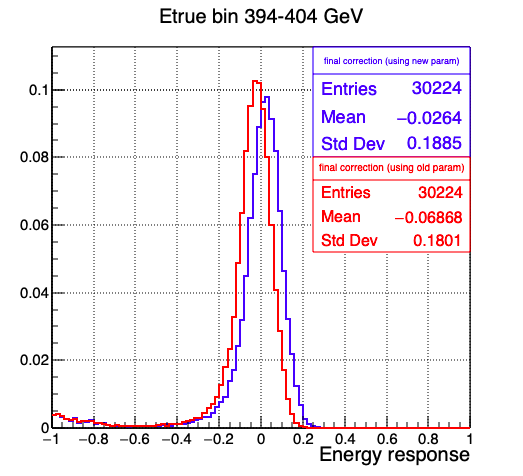 Etrue bin 394-404 GeV
final correction (using new param)
Entries 30224
Mean −0.0264
Std Dev 0.1885
final correction (using old param)
Entries 30224
Mean −0.06868
Std Dev 0.1801
0.1
0.08
0.06
0.04
0.02
0
−1 −0.8 −0.6 −0.4 −0.2 0 0.2 0.4 0.6 0.8 1
Energy response